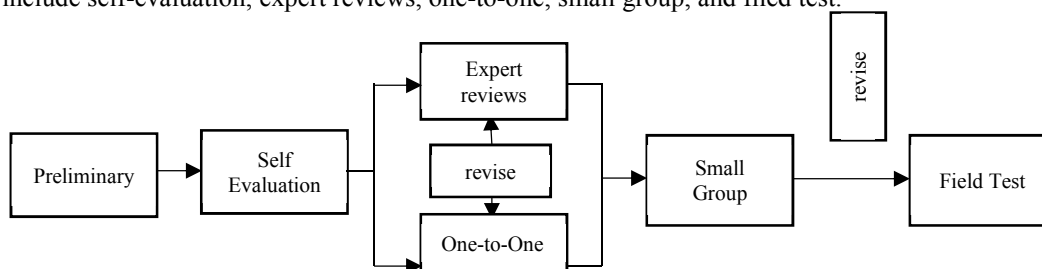 include self-evaluation, expert reviews, one-to-one, small group, and filed test.
revise
Expert
reviews
Preliminary
Self
Evaluation
revise
Small
Group
Field Test
One-to-One